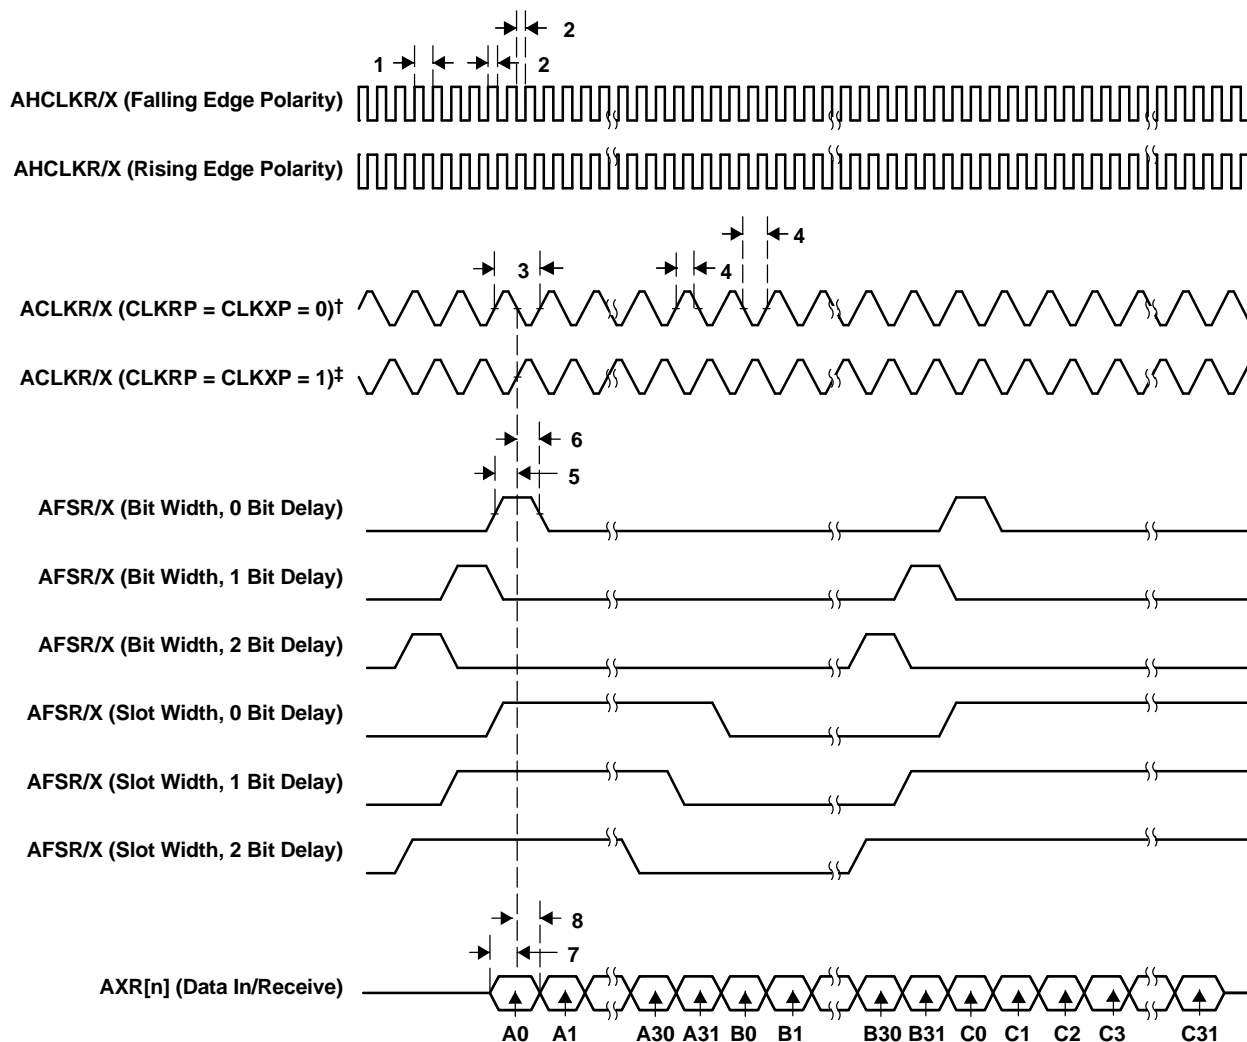 2
1
2
AHCLKR/X (Falling Edge Polarity)
AHCLKR/X (Rising Edge Polarity)
4
3
4
ACLKR/X (CLKRP = CLKXP = 0)†
ACLKR/X (CLKRP = CLKXP = 1)‡
6
5
AFSR/X (Bit Width, 0 Bit Delay)
AFSR/X (Bit Width, 1 Bit Delay)
AFSR/X (Bit Width, 2 Bit Delay)
AFSR/X (Slot Width, 0 Bit Delay)
AFSR/X (Slot Width, 1 Bit Delay)
AFSR/X (Slot Width, 2 Bit Delay)
8
7
AXR[n] (Data In/Receive)
A0 A1 A30 A31 B0 B1 B30 B31 C0 C1 C2 C3 C31